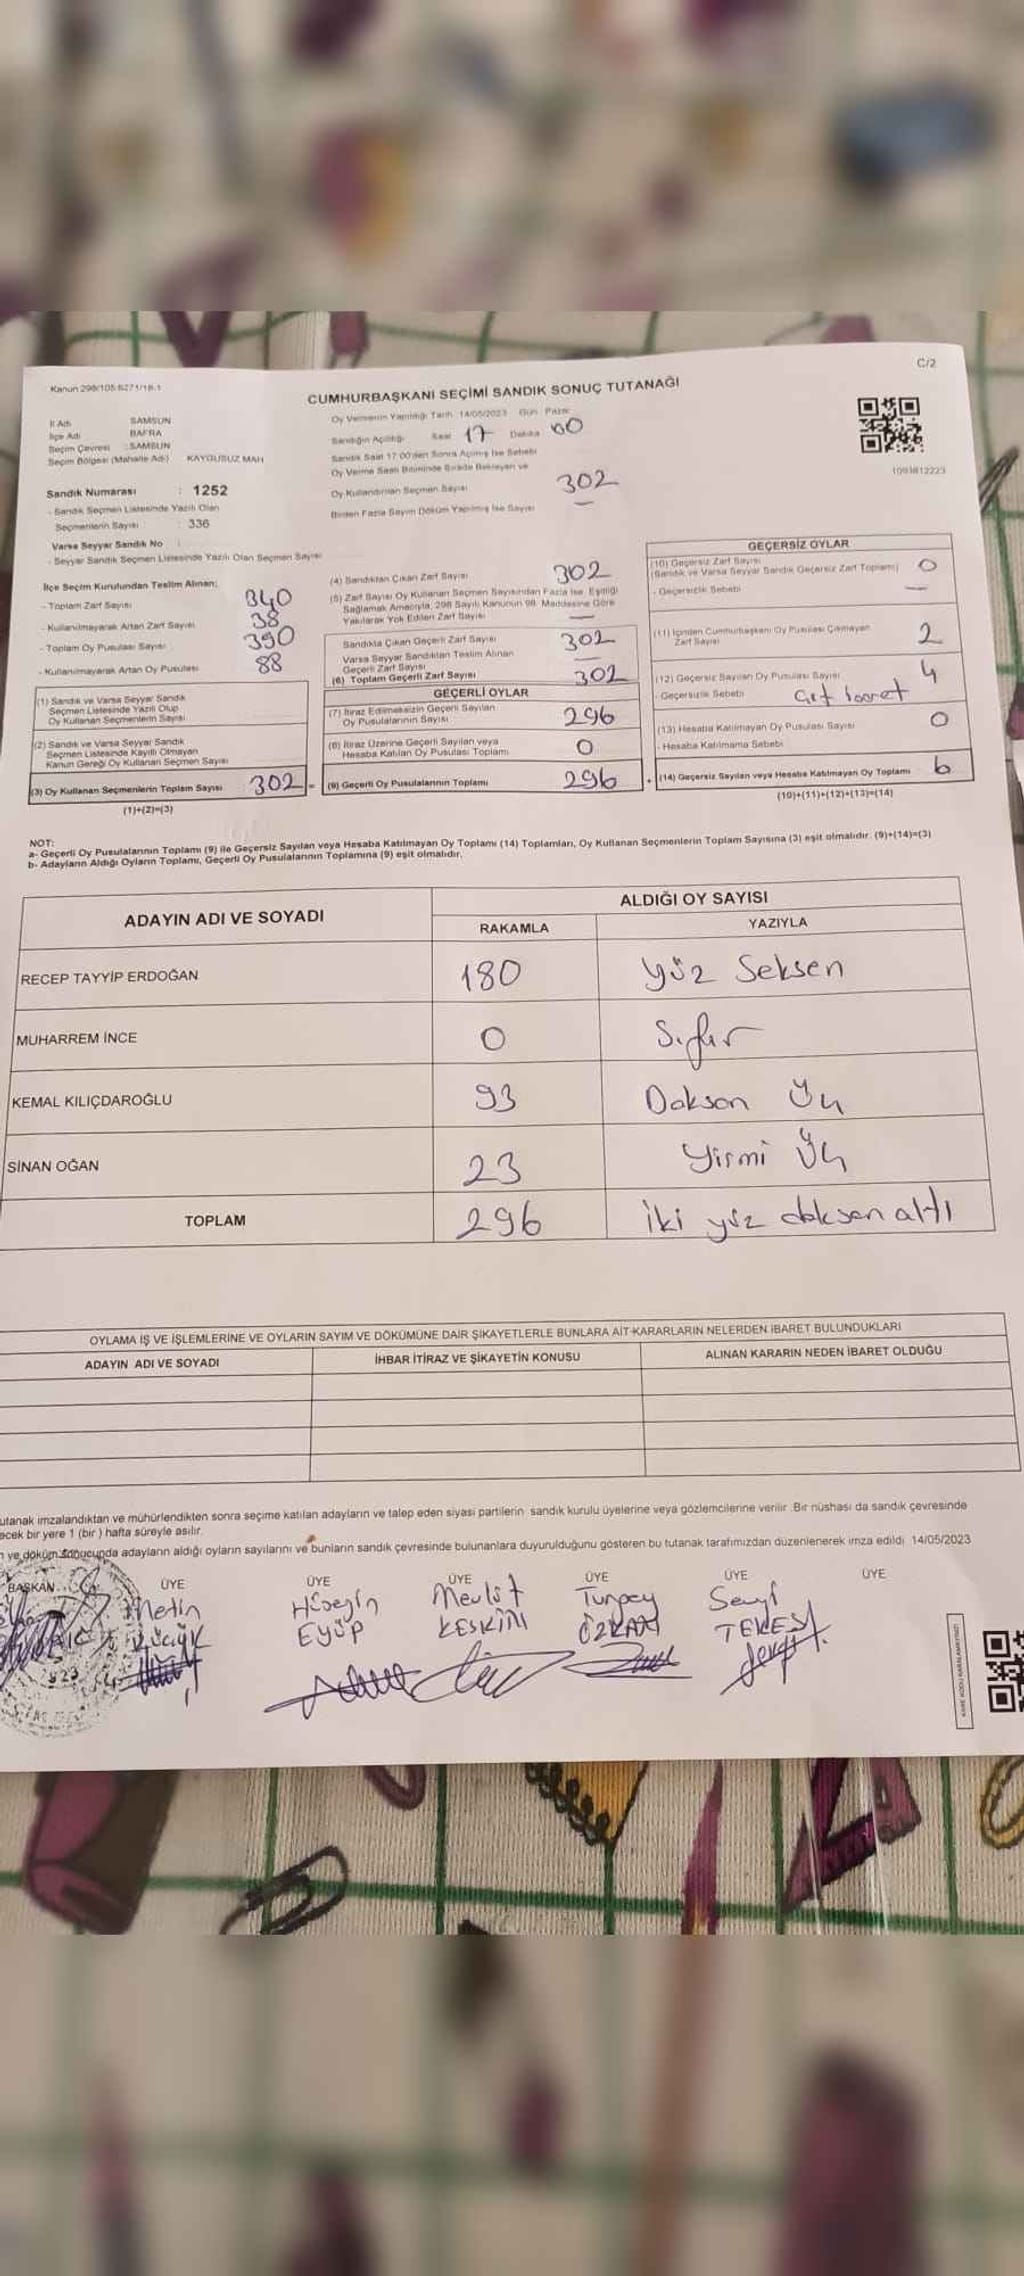 C/2
Kanun 298/105 6271/18-1
CUMHURBAŞKANI SEÇİMİ SANDIK SONUÇ TUTANAĞI
İl Adı SAMSUN
İlçe Adı BAFRA
Seçim Çevresi : SAMSUN
Seçim Bölgesi (Mahalle Adı) KAYGUSUZ MAH
Sandık Numarası : 1252
- Sandık Seçmen Listesinde Yazılı Olan
Seçmenlerin Sayısı : 336
Varsa Seyyar Sandık No
- Seyyar Sandık Seçmen Listesinde Yazılı Olan Seçmen Sayısı
Oy Vermenin Yapıldığı Tarih 14/05/2023 Gün Pazar
Sandığın Açıldığı Saat 17 Dakika 00
Sandık Saat 17:00'den Sonra Açılmış İse Sebebi
Oy Verme Saati Bitiminde Sırada Bekleyen ve
Oy Kullandırılan Seçmen Sayısı 302
Birden Fazla Sayım Döküm Yapılmış İse Sayısı —
1093812223
İlçe Seçim Kurulundan Teslim Alınan;
- Toplam Zarf Sayısı 340
- Kullanılmayarak Artan Zarf Sayısı 38
- Toplam Oy Pusulası Sayısı 390
- Kullanılmayarak Artan Oy Pusulası 88
(1) Sandık ve Varsa Seyyar Sandık
Seçmen Listesinde Yazılı Olup
Oy Kullanan Seçmenlerin Sayısı
(2) Sandık ve Varsa Seyyar Sandık
Seçmen Listesinde Kayıtlı Olmayan
Kanun Gereği Oy Kullanan Seçmen Sayısı
(3) Oy Kullanan Seçmenlerin Toplam Sayısı 302 =
(1)+(2)=(3)
(4) Sandıktan Çıkan Zarf Sayısı 302
(5) Zarf Sayısı Oy Kullanan Seçmen Sayısından Fazla İse, Eşitliği
Sağlamak Amacıyla, 298 Sayılı Kanunun 98. Maddesine Göre
Yakılarak Yok Edilen Zarf Sayısı —
Sandıkta Çıkan Geçerli Zarf Sayısı 302
Varsa Seyyar Sandıktan Teslim Alınan
Geçerli Zarf Sayısı —
(6) Toplam Geçerli Zarf Sayısı 302
GEÇERLİ OYLAR
(7) İtiraz Edilmeksizin Geçerli Sayılan
Oy Pusulalarının Sayısı 296
(8) İtiraz Üzerine Geçerli Sayılan veya
Hesaba Katılan Oy Pusulası Toplamı 0
(9) Geçerli Oy Pusulalarının Toplamı 296 +
GEÇERSİZ OYLAR
(10) Geçersiz Zarf Sayısı
(Sandık ve Varsa Seyyar Sandık Geçersiz Zarf Toplamı) 0
- Geçersizlik Sebebi —
(11) İçinden Cumhurbaşkanı Oy Pusulası Çıkmayan
Zarf Sayısı 2
(12) Geçersiz Sayılan Oy Pusulası Sayısı 4
- Geçersizlik Sebebi Çift İşaret
(13) Hesaba Katılmayan Oy Pusulası Sayısı 0
- Hesaba Katılmama Sebebi
(14) Geçersiz Sayılan veya Hesaba Katılmayan Oy Toplamı 6
(10)+(11)+(12)+(13)=(14)
NOT:
a- Geçerli Oy Pusulalarının Toplamı (9) ile Geçersiz Sayılan veya Hesaba Katılmayan Oy Toplamı (14) Toplamları, Oy Kullanan Seçmenlerin Toplam Sayısına (3) eşit olmalıdır. (9)+(14)=(3)
b- Adayların Aldığı Oyların Toplamı, Geçerli Oy Pusulalarının Toplamına (9) eşit olmalıdır.
ADAYIN ADI VE SOYADI ALDIĞI OY SAYISI
RAKAMLA YAZIYLA
RECEP TAYYİP ERDOĞAN 180 yüz Seksen
MUHARREM İNCE 0 Sıfır
KEMAL KILIÇDAROĞLU 93 Doksan Üç
SİNAN OĞAN 23 Yirmi Üç
TOPLAM 296 iki yüz doksan altı
OYLAMA İŞ VE İŞLEMLERİNE VE OYLARIN SAYIM VE DÖKÜMÜNE DAİR ŞİKAYETLERLE BUNLARA AİT KARARLARIN NELERDEN İBARET BULUNDUKLARI
ADAYIN ADI VE SOYADI İHBAR İTİRAZ VE ŞİKAYETİN KONUSU ALINAN KARARIN NEDEN İBARET OLDUĞU
utanak imzalandıktan ve mühürlendikten sonra seçime katılan adayların ve talep eden siyasi partilerin sandık kurulu üyelerine veya gözlemcilerine verilir. Bir nüshası da sandık çevresinde
ecek bir yere 1 (bir) hafta süreyle asılır.
ve döküm sonucunda adayların aldığı oyların sayılarını ve bunların sandık çevresinde bulunanlara duyurulduğunu gösteren bu tutanak tarafımızdan düzenlenerek imza edildi. 14/05/2023
BAŞKAN ÜYE ÜYE ÜYE ÜYE ÜYE ÜYE
Metin Hüseyin Mevlüt Turgay
KÜÇÜK EYÜP KESKİN ÖZKAN
KARE KODU KARALAMAYINIZ